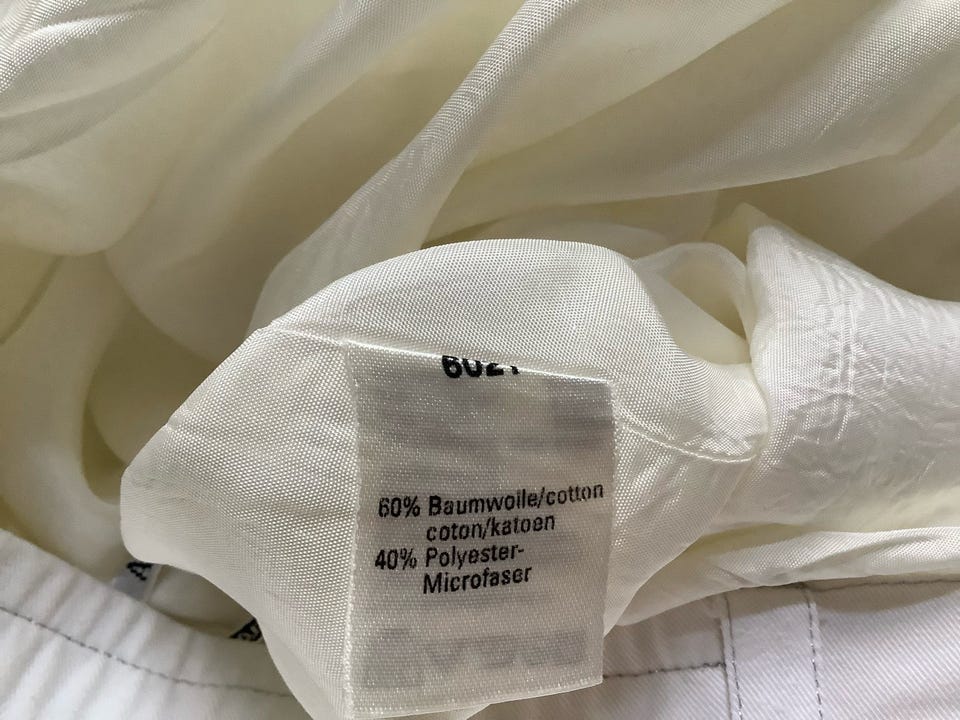 60% Baumwolle/cotton
coton/katoen
40% Polyester-
Microfaser